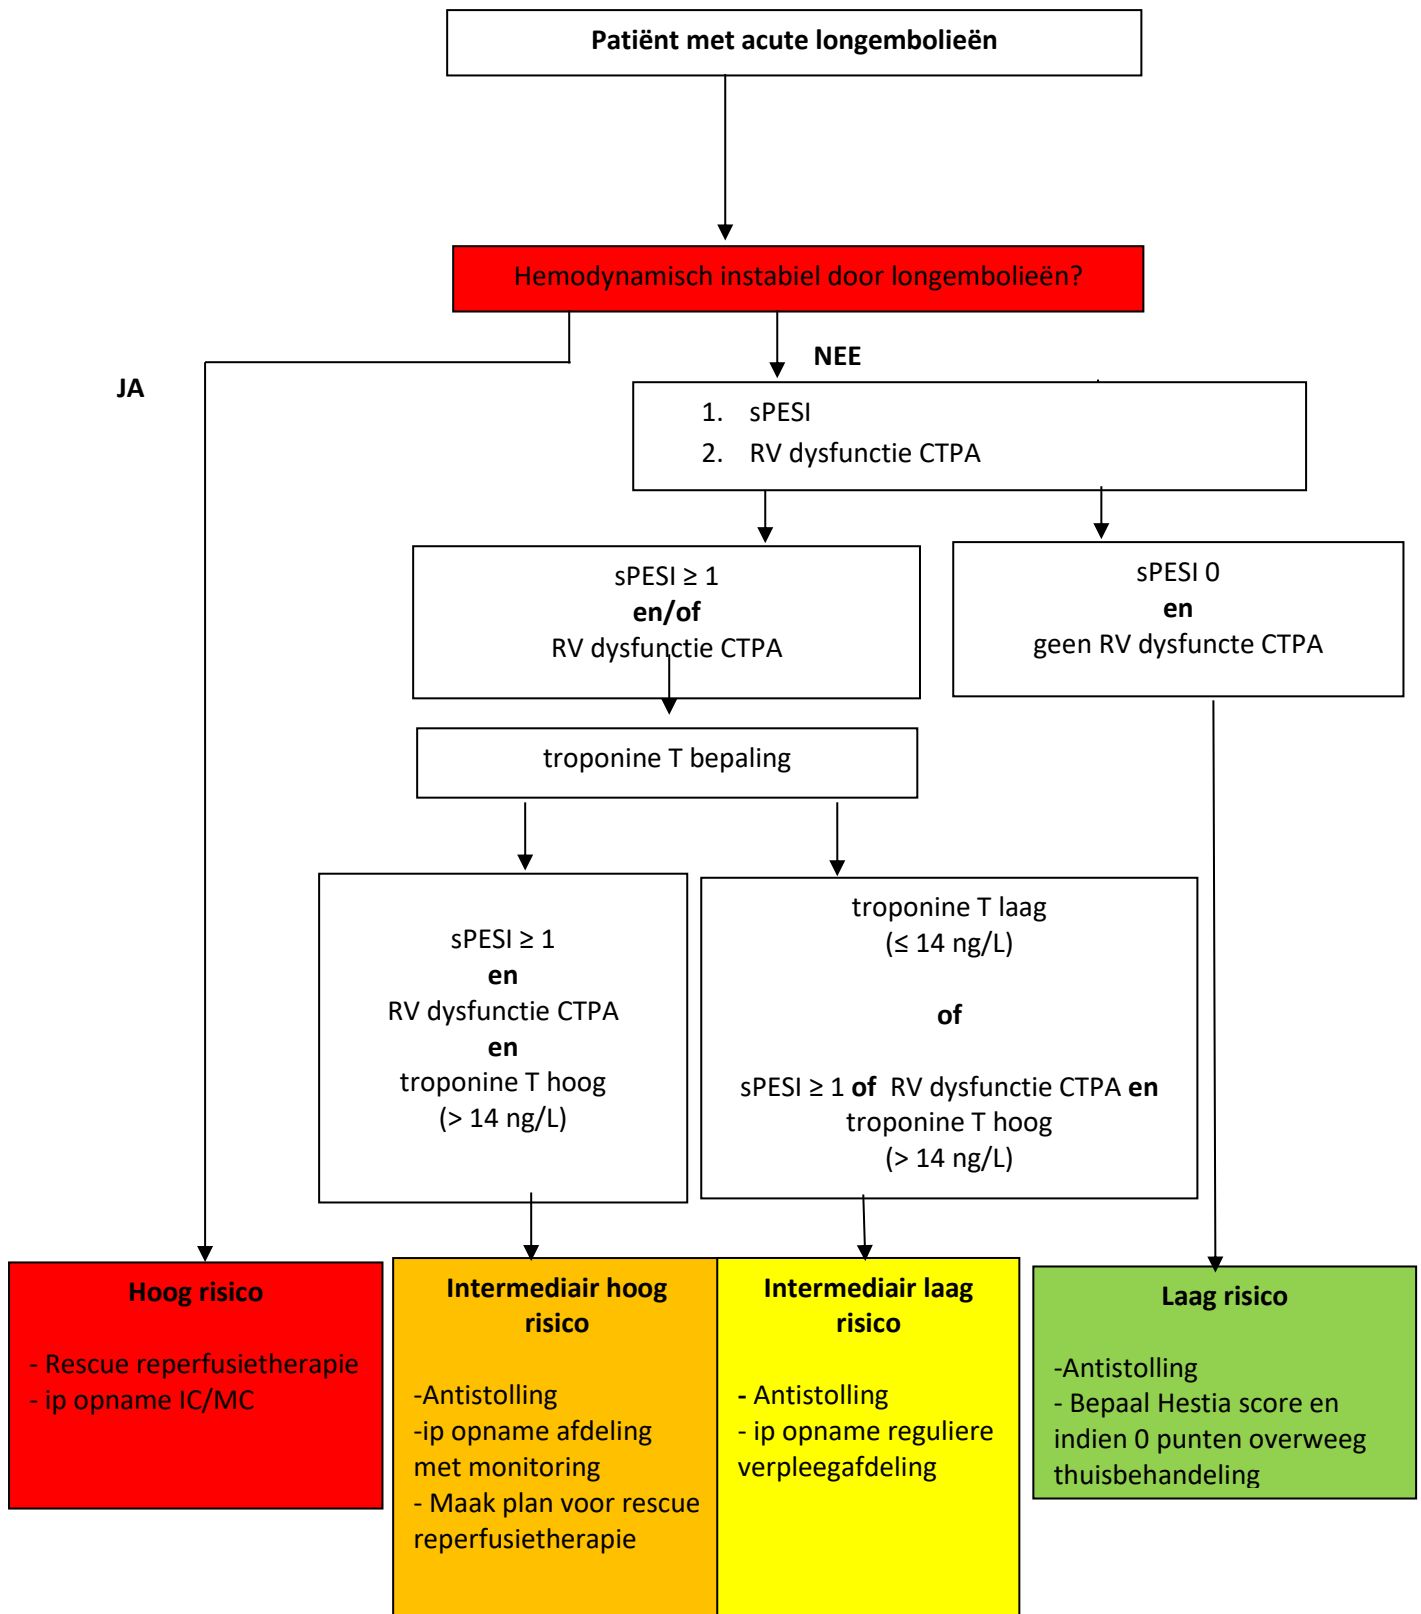 Patiënt met acute longembolieën
Hemodynamisch instabiel door longembolieën?
JA
NEE
1. sPESI
2. RV dysfunctie CTPA
sPESI ≥ 1
en/of
RV dysfunctie CTPA
sPESI 0
en
geen RV dysfuncte CTPA
troponine T bepaling
sPESI ≥ 1
en
RV dysfunctie CTPA
en
troponine T hoog
(> 14 ng/L)
troponine T laag
(≤ 14 ng/L)
of
sPESI ≥ 1 of RV dysfunctie CTPA en
troponine T hoog
(> 14 ng/L)
Hoog risico
- Rescue reperfusietherapie
- ip opname IC/MC
Intermediair hoog
risico
-Antistolling
-ip opname afdeling
met monitoring
- Maak plan voor rescue
reperfusietherapie
Intermediair laag
risico
- Antistolling
- ip opname reguliere
verpleegafdeling
Laag risico
-Antistolling
- Bepaal Hestia score en
indien 0 punten overweeg
thuisbehandeling